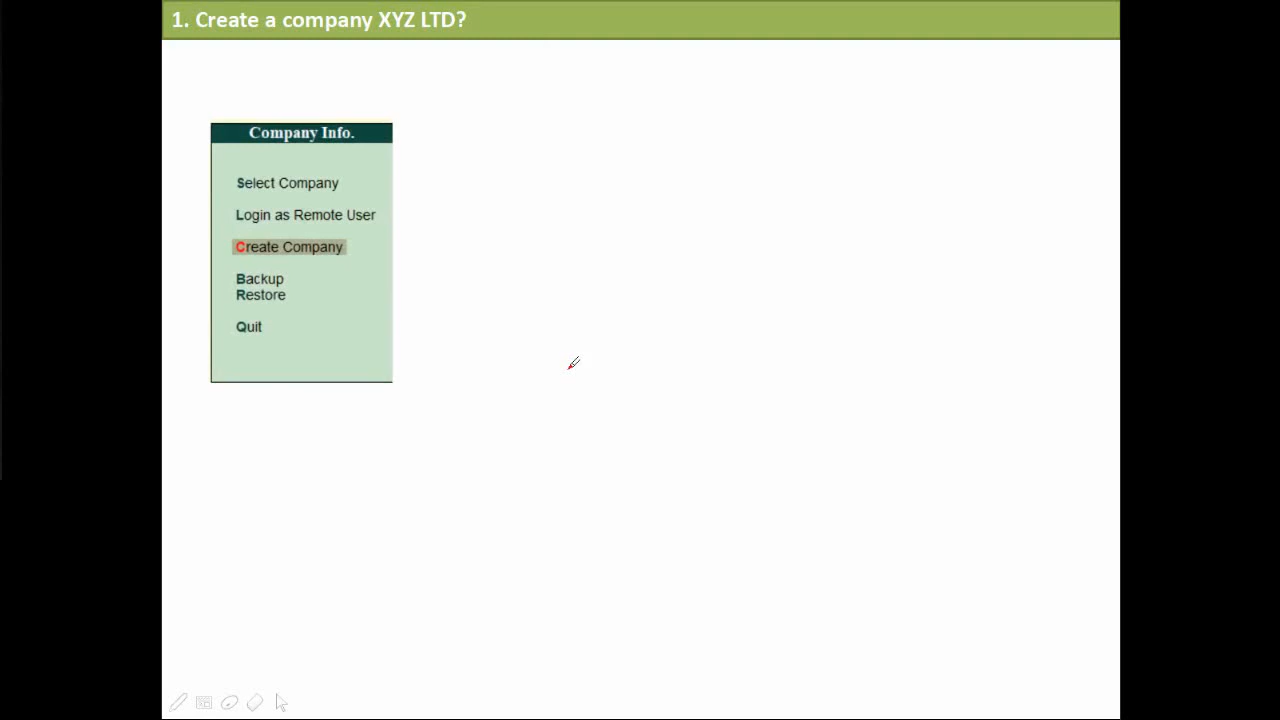 1. Create a company XYZ LTD?
Company Info.
Select Company
Login as Remote User
Create Company
Backup
Restore
Quit